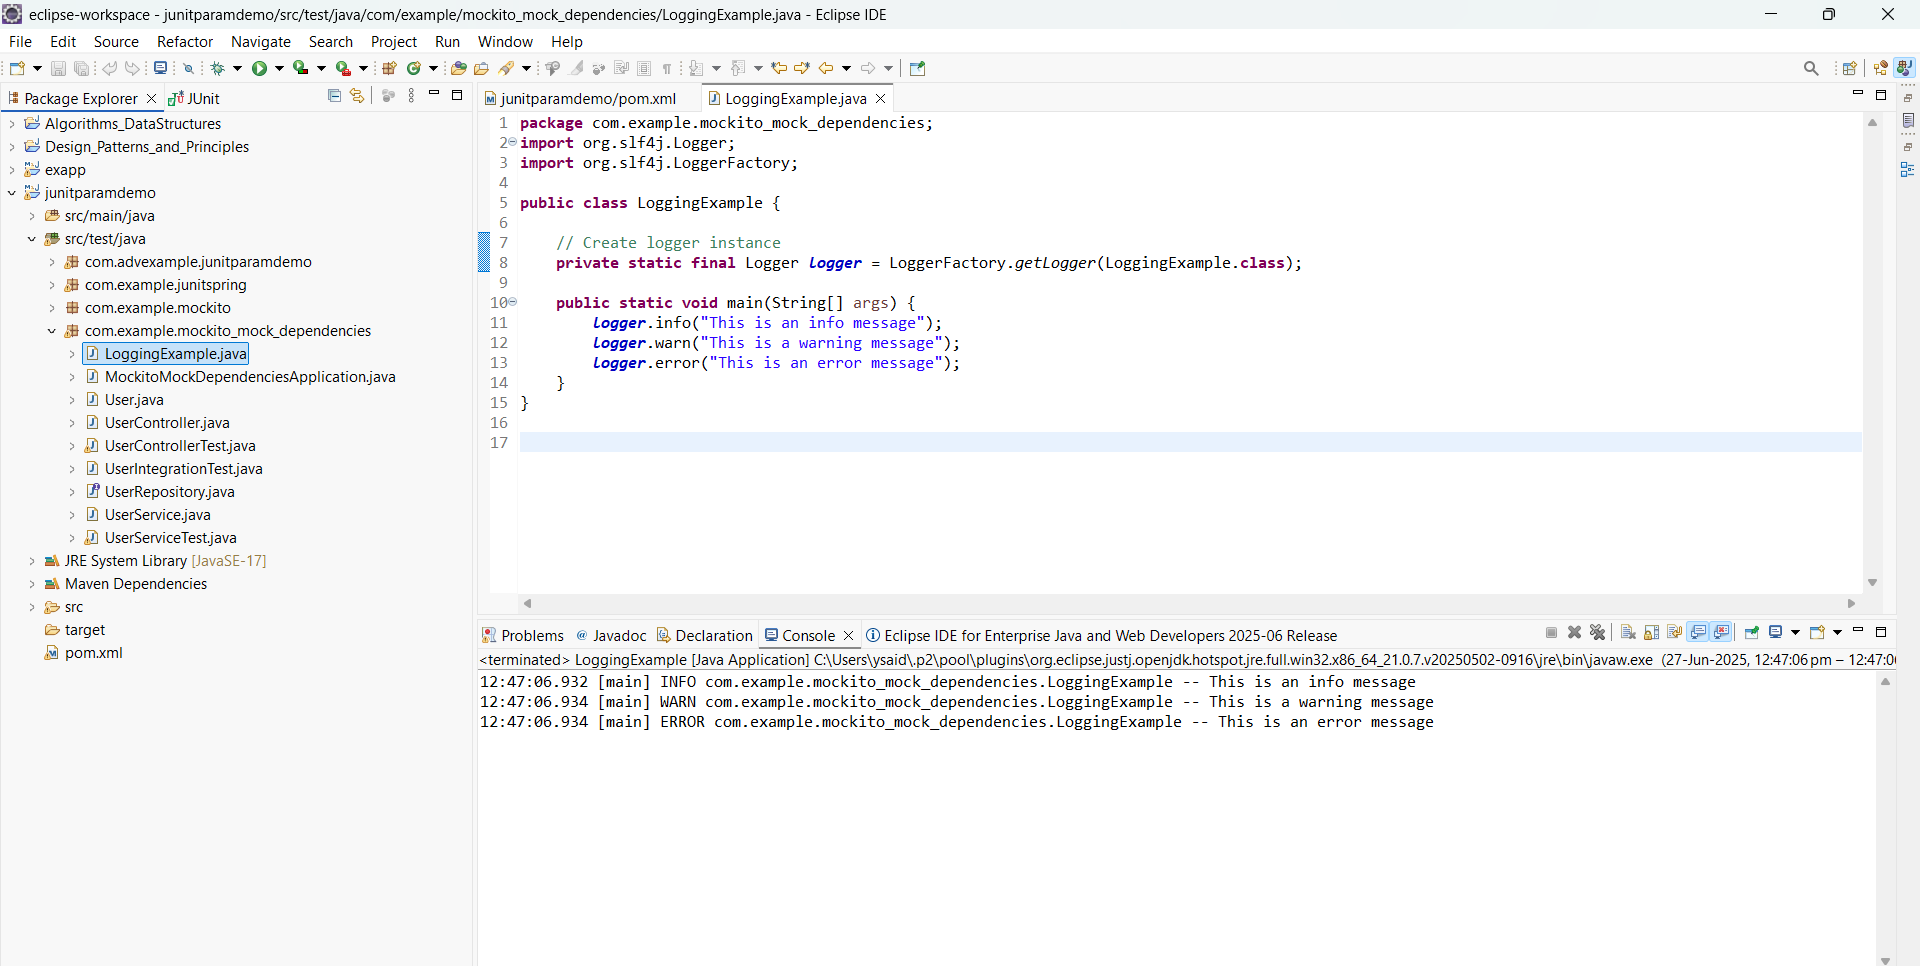 eclipse-workspace - junitparamdemo/src/test/java/com/example/mockito_mock_dependencies/LoggingExample.java - Eclipse IDE
File Edit Source Refactor Navigate Search Project Run Window Help
Package Explorer JUnit
Algorithms_DataStructures
Design_Patterns_and_Principles
exapp
junitparamdemo
src/main/java
src/test/java
com.advexample.junitparamdemo
com.example.junitspring
com.example.mockito
com.example.mockito_mock_dependencies
LoggingExample.java
MockitoMockDependenciesApplication.java
User.java
UserController.java
UserControllerTest.java
UserIntegrationTest.java
UserRepository.java
UserService.java
UserServiceTest.java
JRE System Library [JavaSE-17]
Maven Dependencies
src
target
pom.xml
junitparamdemo/pom.xml LoggingExample.java
1 package com.example.mockito_mock_dependencies;
2 import org.slf4j.Logger;
3 import org.slf4j.LoggerFactory;
4
5 public class LoggingExample {
6
7 // Create logger instance
8 private static final Logger logger = LoggerFactory.getLogger(LoggingExample.class);
9
10 public static void main(String[] args) {
11 logger.info("This is an info message");
12 logger.warn("This is a warning message");
13 logger.error("This is an error message");
14 }
15 }
16
17
Problems Javadoc Declaration Console Eclipse IDE for Enterprise Java and Web Developers 2025-06 Release
<terminated> LoggingExample [Java Application] C:\Users\ysaid\.p2\pool\plugins\org.eclipse.justj.openjdk.hotspot.jre.full.win32.x86_64_21.0.7.v20250502-0916\jre\bin\javaw.exe (27-Jun-2025, 12:47:06 pm – 12:47:0
12:47:06.932 [main] INFO com.example.mockito_mock_dependencies.LoggingExample -- This is an info message
12:47:06.934 [main] WARN com.example.mockito_mock_dependencies.LoggingExample -- This is a warning message
12:47:06.934 [main] ERROR com.example.mockito_mock_dependencies.LoggingExample -- This is an error message